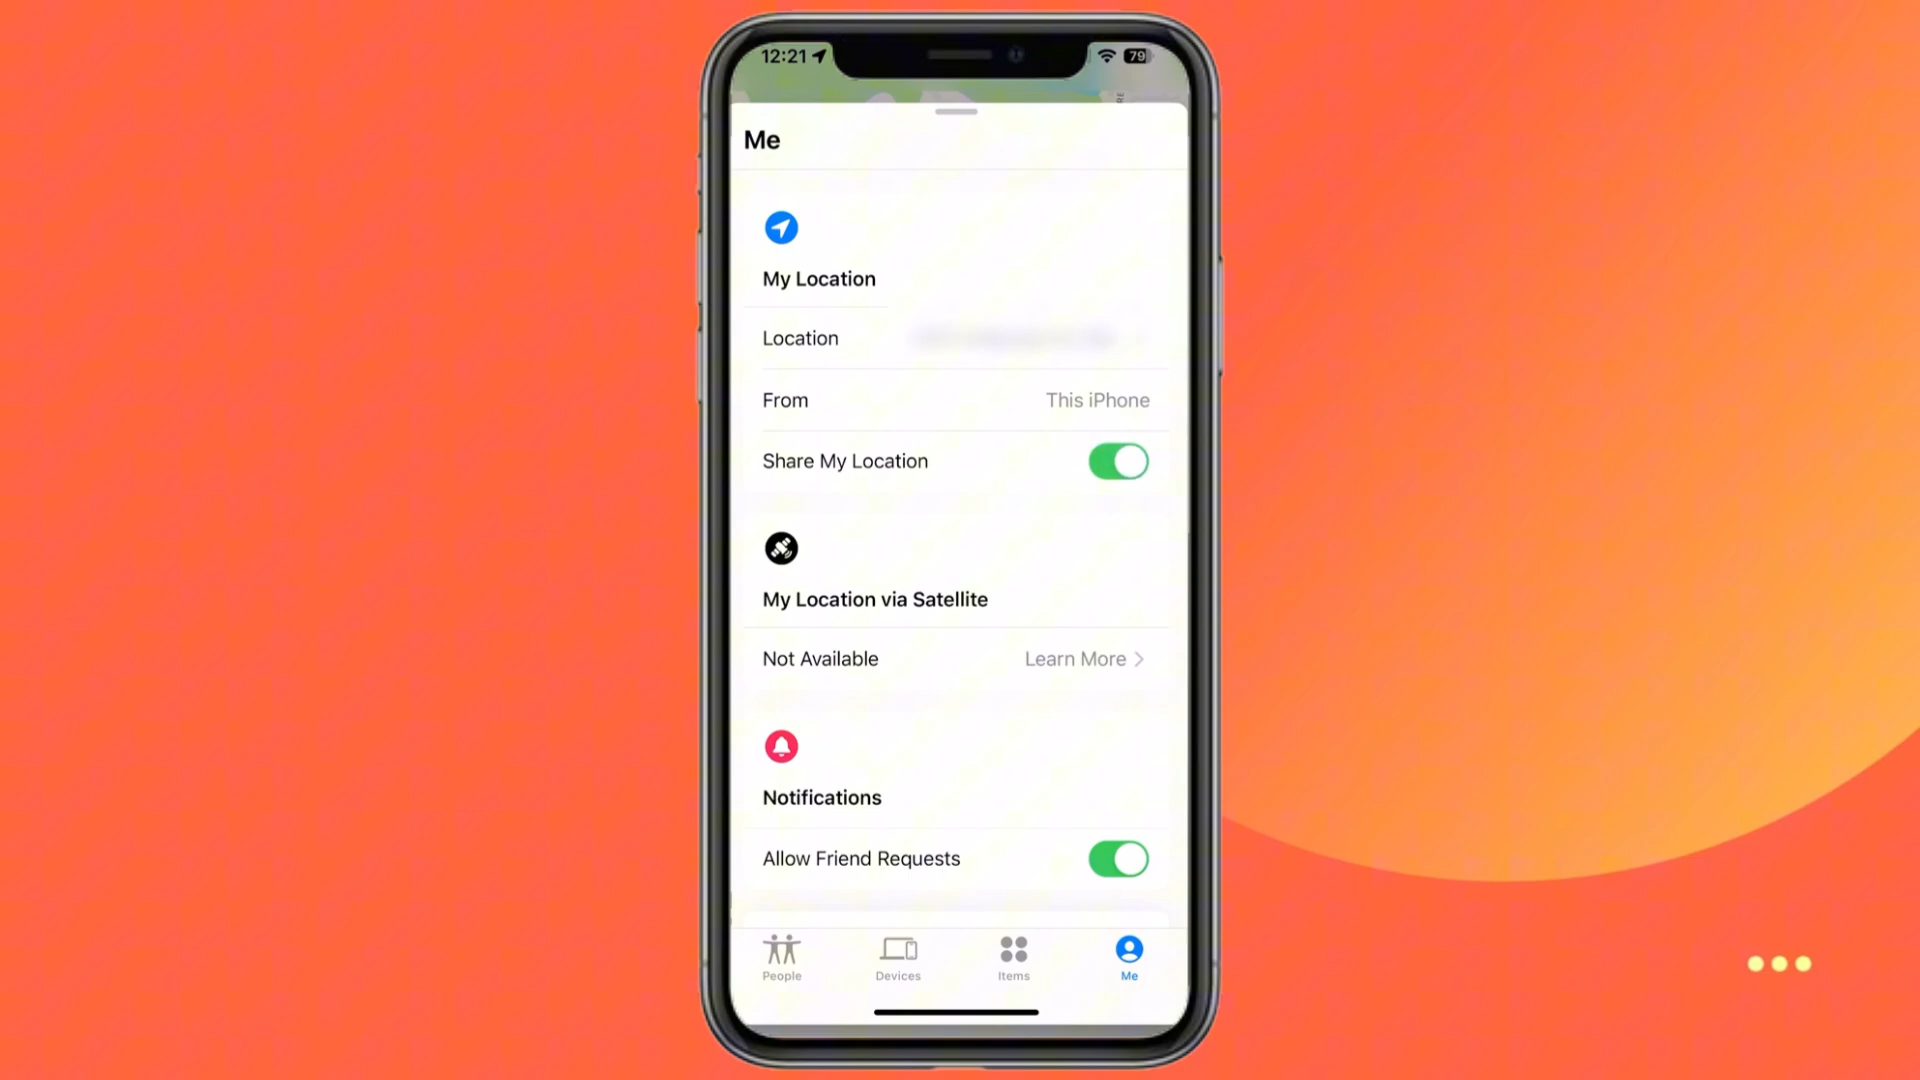 12:21
79
Me
My Location
Location
From This iPhone
Share My Location
My Location via Satellite
Not Available Learn More
Notifications
Allow Friend Requests
People Devices Items Me